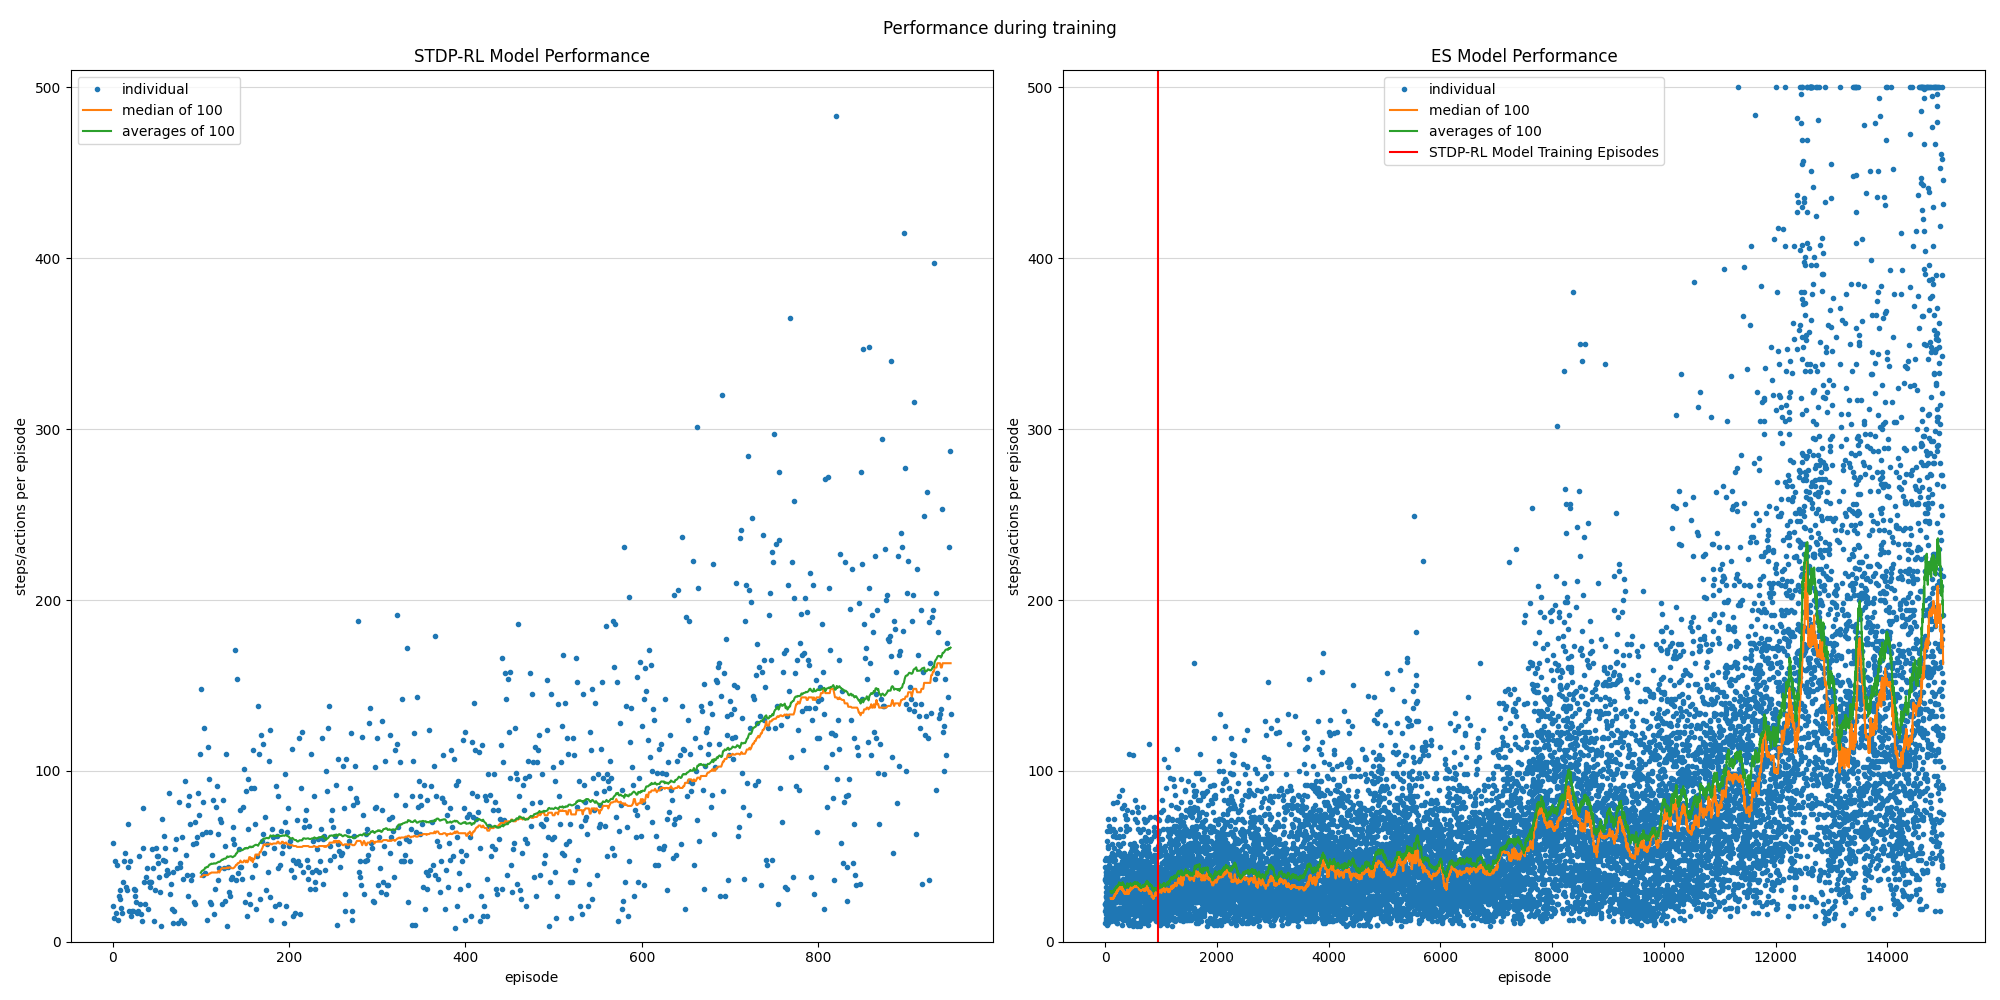 Performance during training
STDP-RL Model Performance
individual
median of 100
averages of 100
500
400
300
200
100
0
steps/actions per episode
0 200 400 600 800
episode
ES Model Performance
individual
median of 100
averages of 100
STDP-RL Model Training Episodes
500
400
300
200
100
0
steps/actions per episode
0 2000 4000 6000 8000 10000 12000 14000
episode